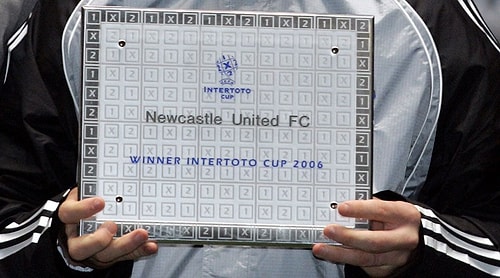 INTERTOTO
CUP
Newcastle United FC
WINNER INTERTOTO CUP 2006